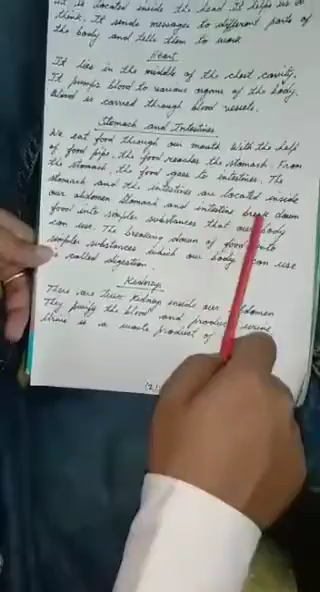 It is located inside the head. It helps us to
think. It sends messages to different parts of
the body and tells them to work.
Heart
It lies in the middle of the chest cavity.
It pumps blood to various organs of the body.
Blood is carried through blood vessels.
Stomach and Intestines
We eat food through our mouth. With the help
of food pipe, the food reaches the stomach. From
the stomach, the food goes to intestines. The
stomach and the intestines are located inside
our abdomen. Stomach and intestine break down
food into simpler substances that our body
can use. The breaking down of food into
simpler substances which our body can use
is called digestion.
Kidneys
There are two Kidneys inside our abdomen
They purify the blood and produce urine
Urine is a waste product of